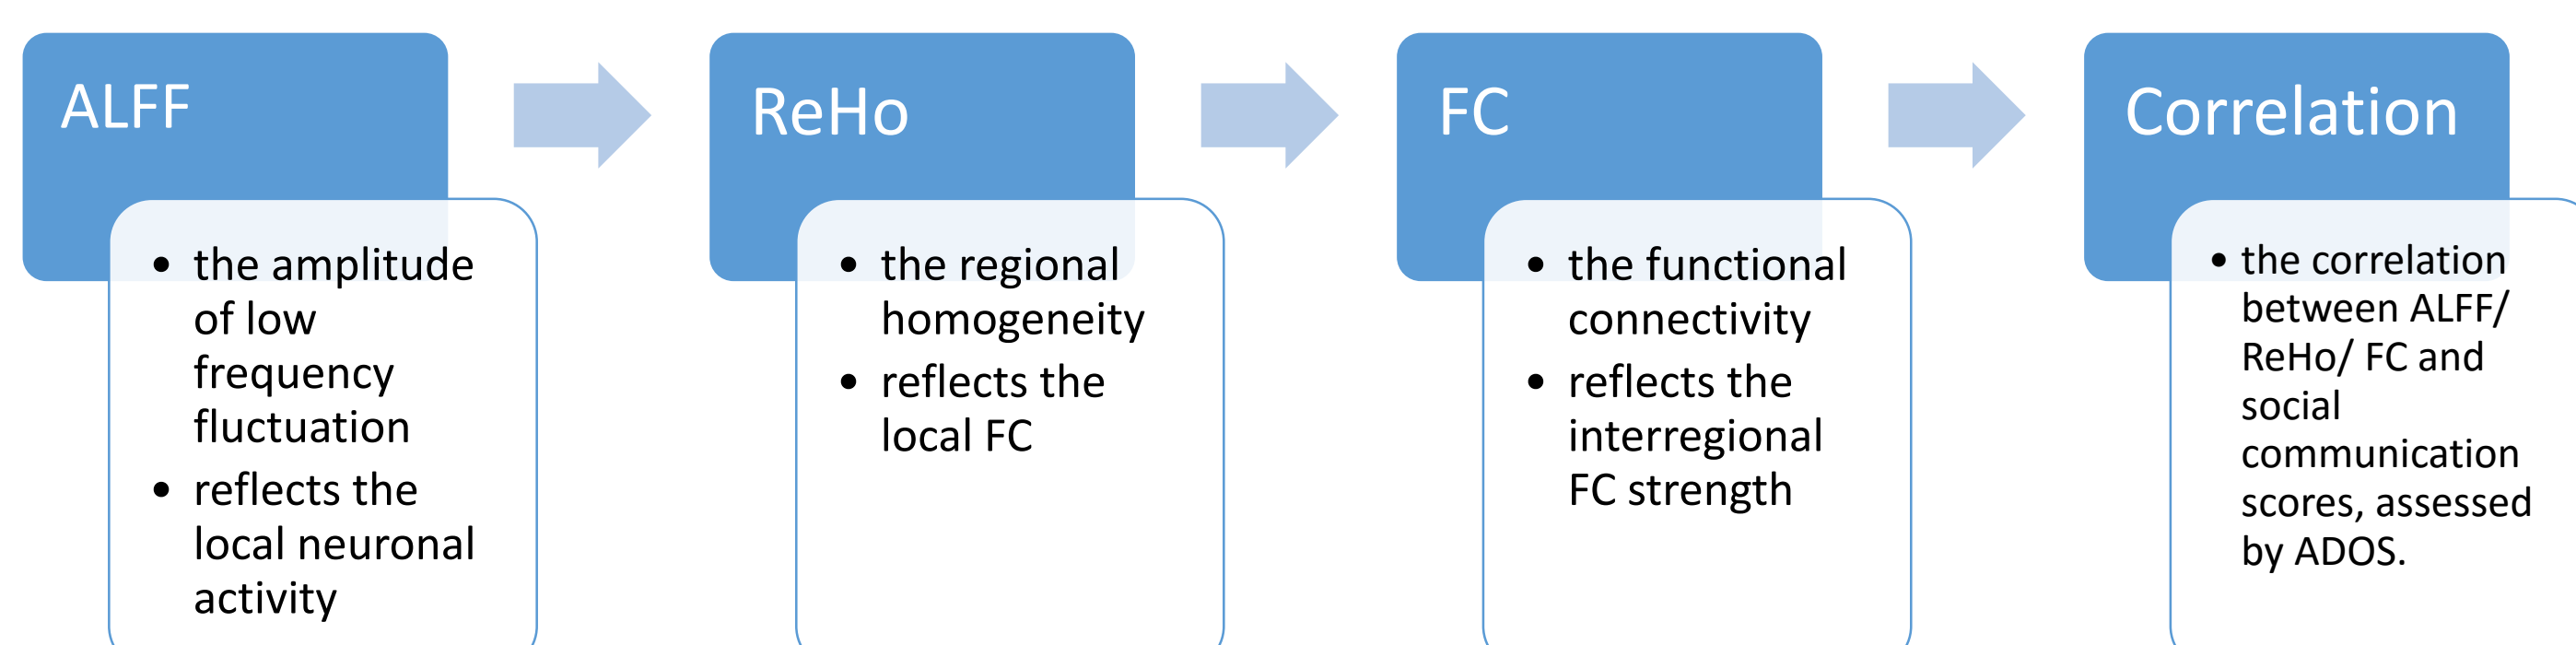 ALFF
• the amplitude
of low
frequency
fluctuation
• reflects the
local neuronal
activity
ReHo
• the regional
homogeneity
• reflects the
local FC
FC
• the functional
connectivity
• reflects the
interregional
FC strength
Correlation
• the correlation
between ALFF/
ReHo/ FC and
social
communication
scores, assessed
by ADOS.